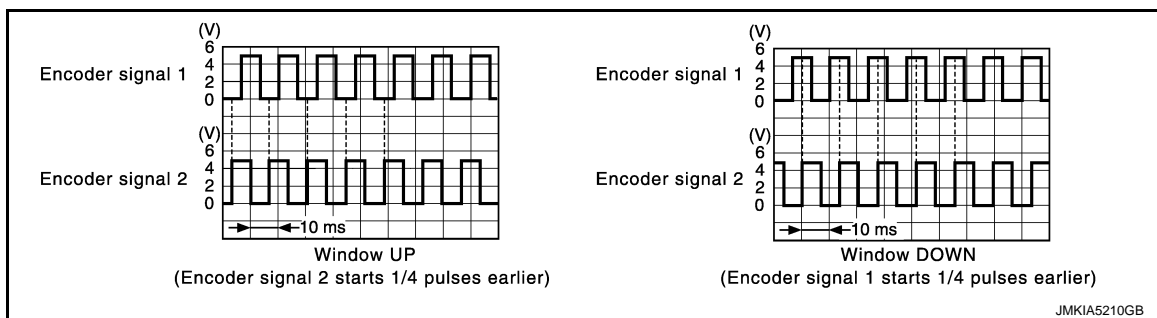 (V)
6
Encoder signal 1
4
2
0
(V)
6
Encoder signal 2
4
2
0
10 ms
Window UP
(Encoder signal 2 starts 1/4 pulses earlier)
(V)
6
Encoder signal 1
4
2
0
(V)
6
Encoder signal 2
4
2
0
10 ms
Window DOWN
(Encoder signal 1 starts 1/4 pulses earlier)
JMKIA5210GB